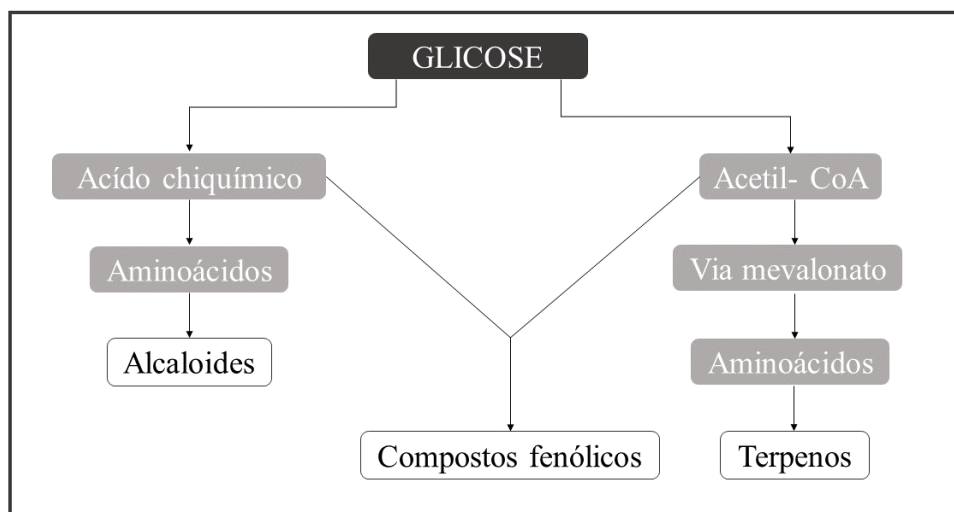 GLICOSE
Acído chiquímico
Acetil- CoA
Aminoácidos
Via mevalonato
Alcaloides
Aminoácidos
Compostos fenólicos
Terpenos